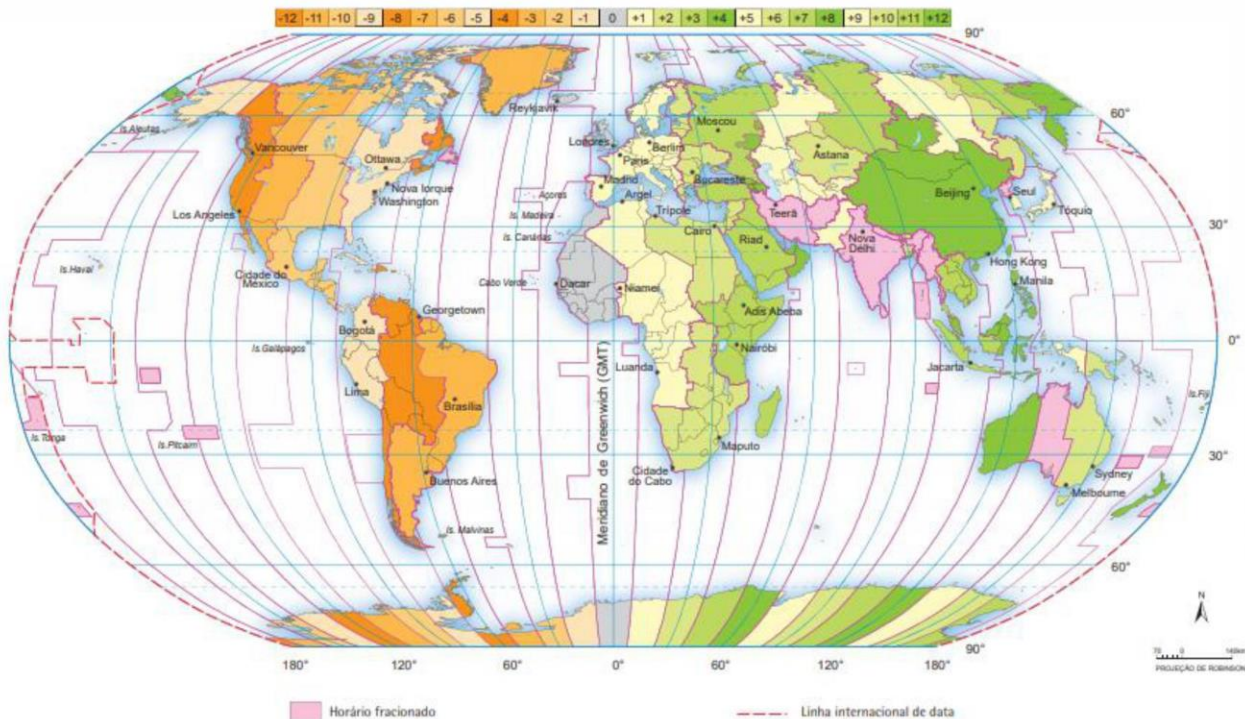 -12 -11 -10 -9 -8 -7 -6 -5 -4 -3 -2 -1 0 +1 +2 +3 +4 +5 +6 +7 +8 +9 +10 +11 +12
90°
Reykjavik
Moscou
60°
Is. Aleutas
Vancouver
Londres
Berlim
Astana
Ottawa
Paris
Nova Iorque
Madrid
Bucareste
Beijing
Seul
Washington
Açores
Argel
Teerã
Tóquio
Los Angeles
Is. Madeira
Trípole
30°
Is. Canárias
Cairo
Riad
Nova
Delhi
Is. Havaí
Hong Kong
Cidade do
México
Cabo Verde
Dacar
Niamei
Manila
Georgetown
Adis Abeba
Bogotá
Is. Galápagos
Nairóbi
0°
Lima
Luanda
Jacarta
Brasília
Is. Fiji
Is. Tonga
Is. Pitcairn
Maputo
30°
Meridiano de Greenwich (GMT)
Cidade
do Cabo
Sydney
Buenos Aires
Melbourne
Is. Malvinas
60°
N
90°
180° 120° 60° 0° 60° 120° 180°
70 0 140km
PROJEÇÃO DE ROBINSON
Horário fracionado
Linha internacional de data